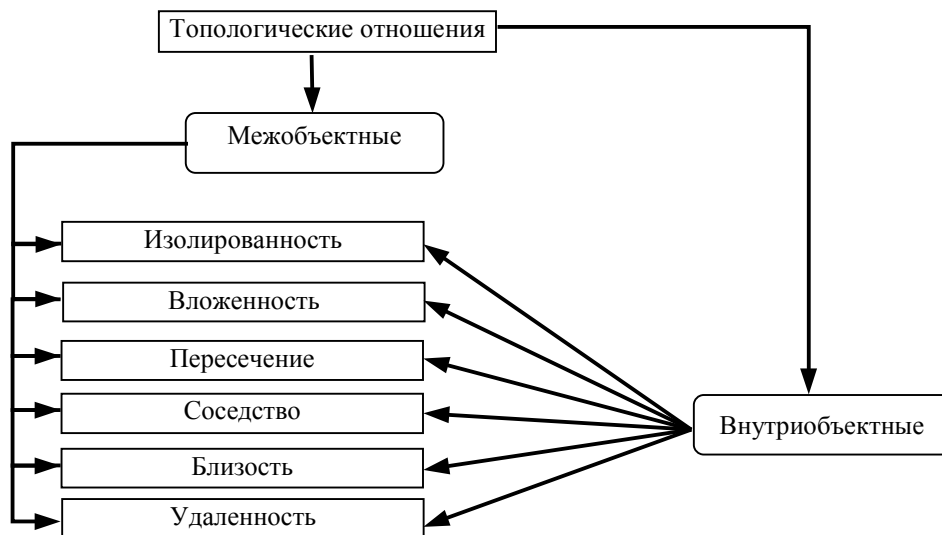 Топологические отношения
Межобъектные
Изолированность
Вложенность
Пересечение
Соседство
Близость
Удаленность
Внутриобъектные